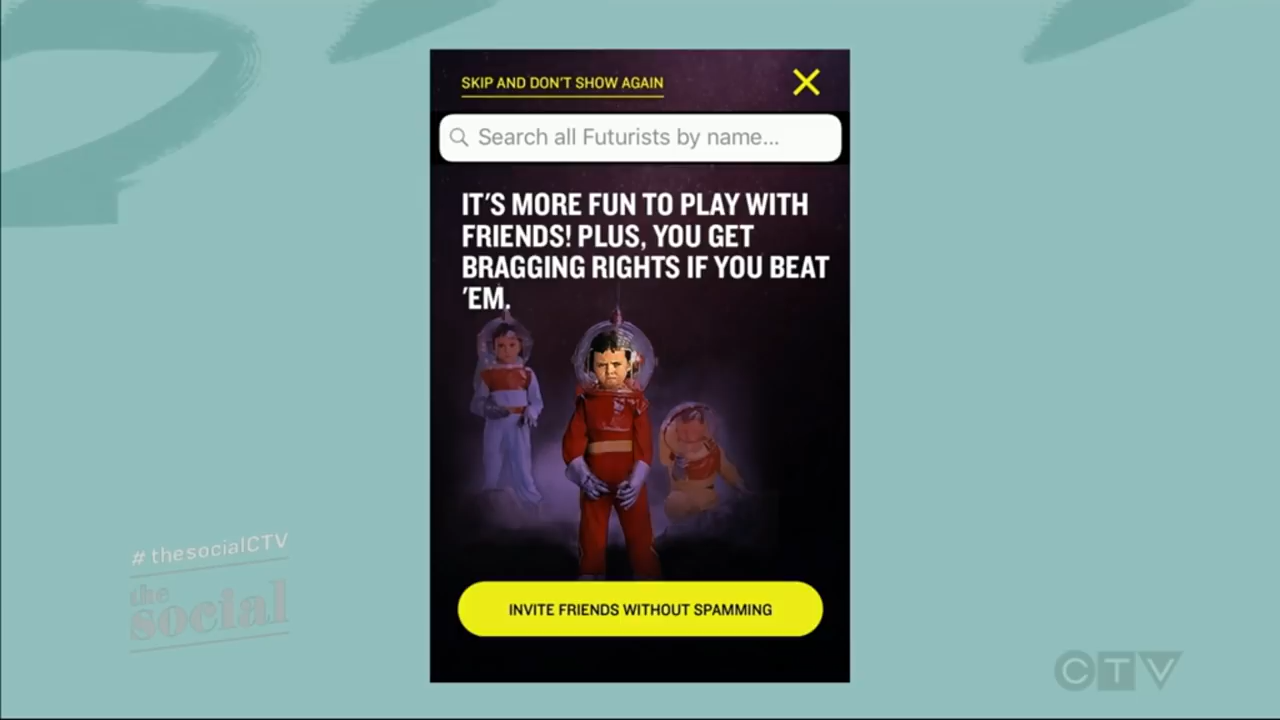 SKIP AND DON'T SHOW AGAIN
Search all Futurists by name...
IT'S MORE FUN TO PLAY WITH
FRIENDS! PLUS, YOU GET
BRAGGING RIGHTS IF YOU BEAT
'EM.
INVITE FRIENDS WITHOUT SPAMMING
#thesocialCTV
the
social
CTV